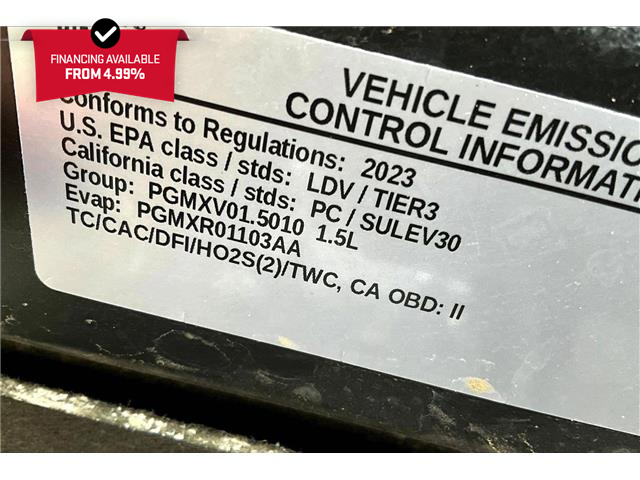 FINANCING AVAILABLE
FROM 4.99%
VEHICLE EMISSIO
CONTROL INFORMAT
Conforms to Regulations: 2023
U.S. EPA class / stds: LDV / TIER3
California class / stds: PC / SULEV30
Group: PGMXV01.5010 1.5L
Evap: PGMXR01103AA
TC/CAC/DFI/HO2S(2)/TWC, CA OBD: II